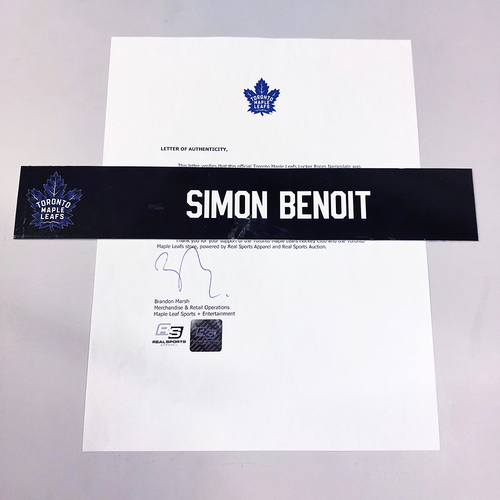 TORONTO
MAPLE
LEAFS
LETTER OF AUTHENTICITY,
This letter verifies that this official Toronto Maple Leafs Locker Room Nameplate was
TORONTO
MAPLE
LEAFS
SIMON BENOIT
Thank you for your support of the Toronto Maple Leafs Hockey Club and the Toronto
Maple Leafs store, powered by Real Sports Apparel and Real Sports Auction.
Brandon Marsh
Merchandise & Retail Operations
Maple Leaf Sports + Entertainment
RS
REAL SPORTS
APPAREL